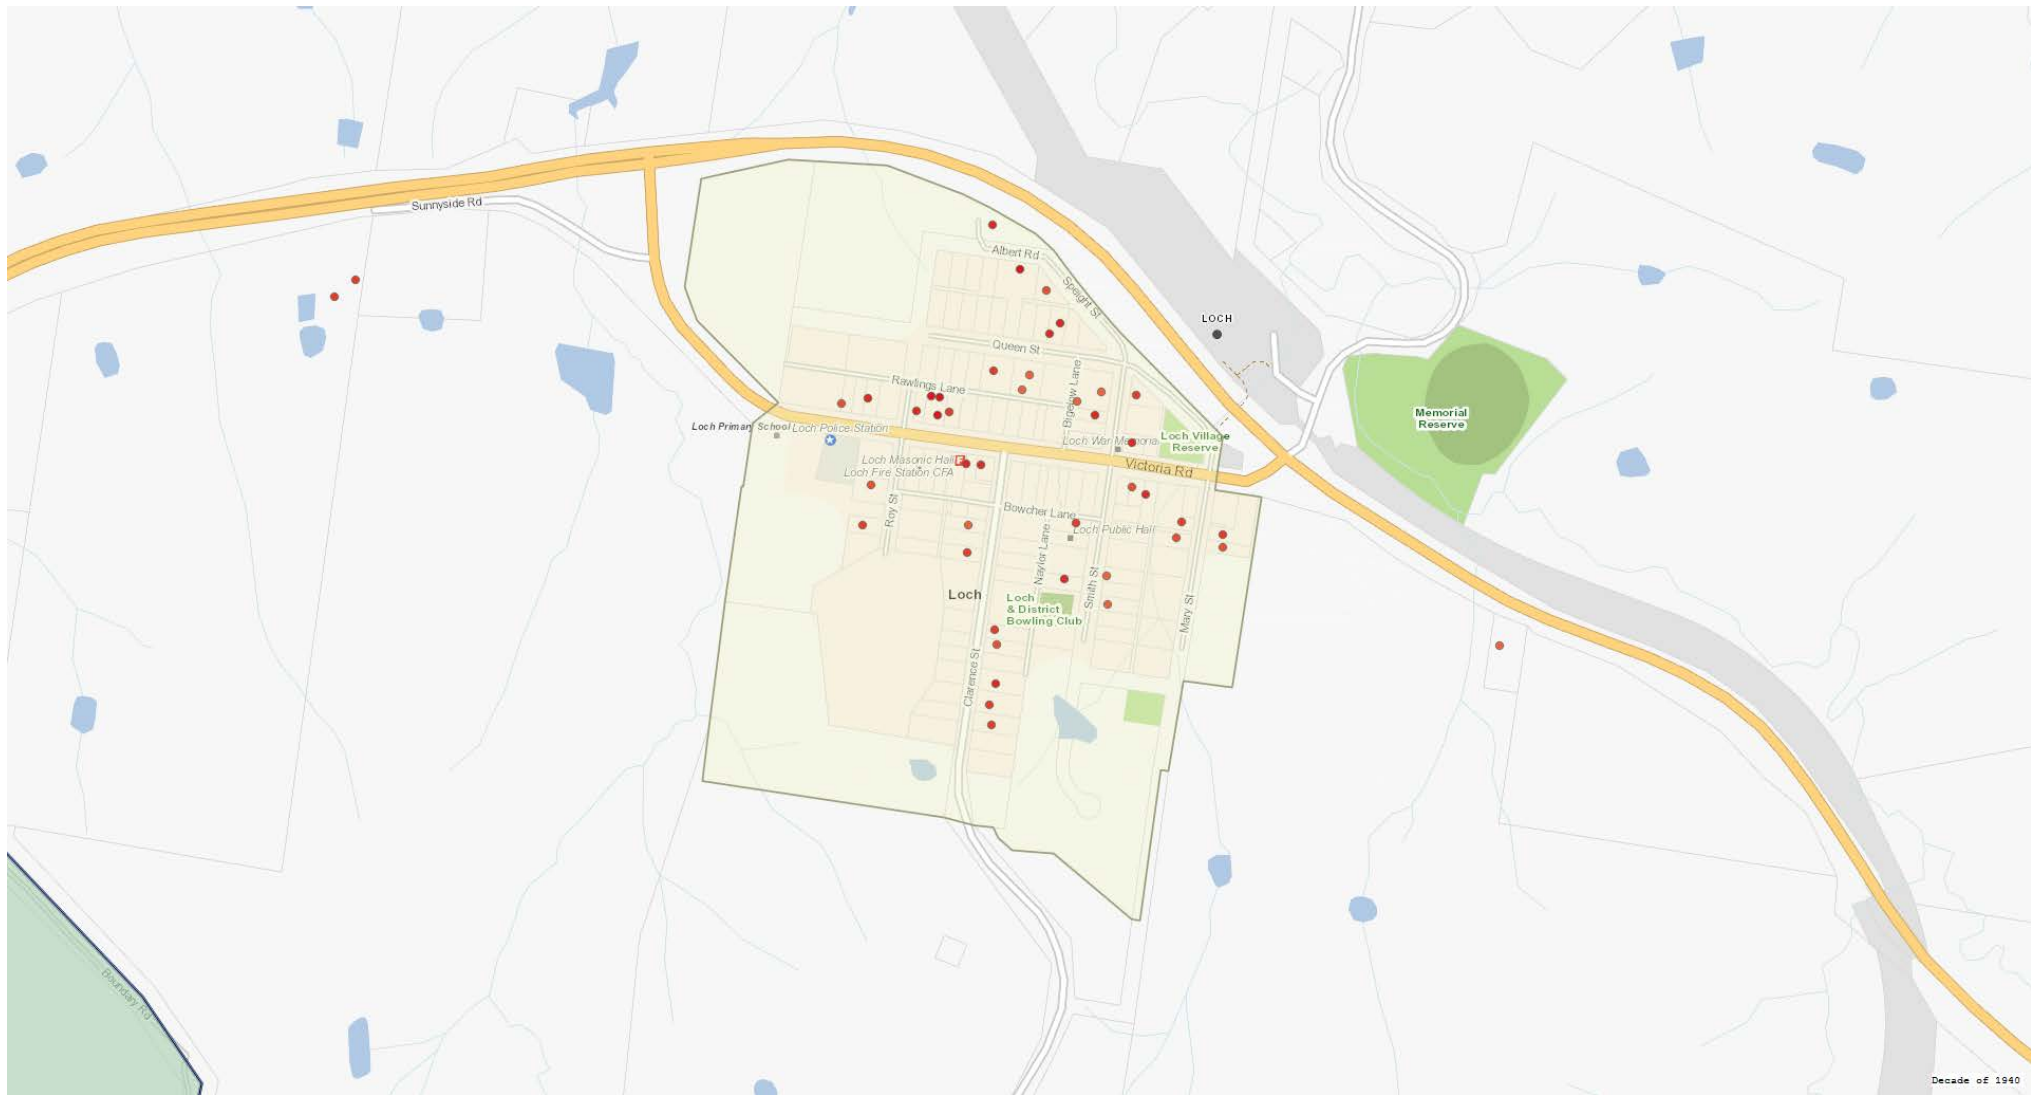 Sunnyside Rd
Albert Rd
Speight St
LOCH
Queen St
Rawlings Lane
Bigelow Lane
Memorial
Reserve
Loch Primary School
Loch Police Station
Loch War Memorial
Loch Village
Reserve
Loch Masonic Hall
F
Loch Fire Station CFA
Victoria Rd
Roy St
Bowcher Lane
Loch Public Hall
Naylor Lane
Smith St
Mary St
Loch
Loch
& District
Bowling Club
Clarence St
Boundary Rd
Decade of 1940